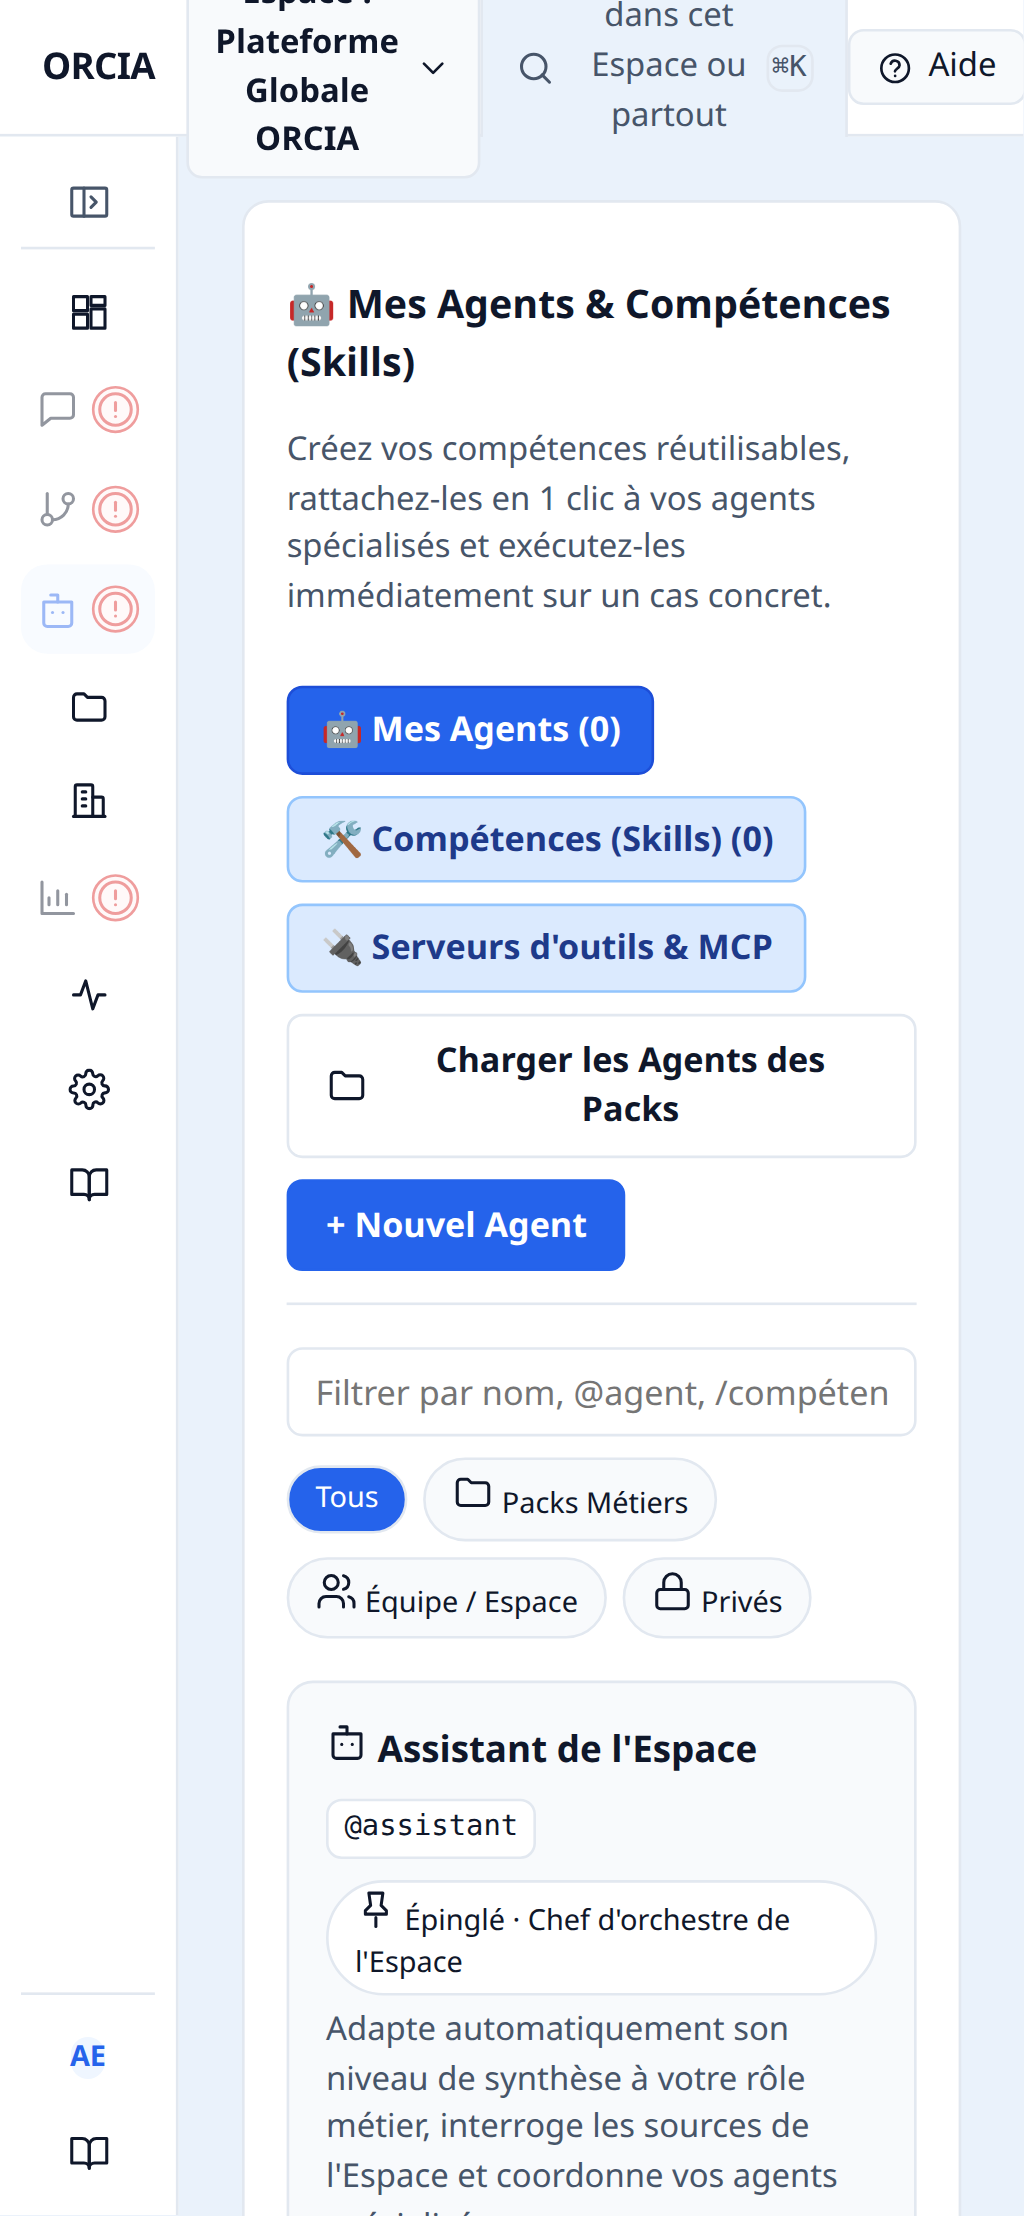 ORCIA
Espace :
Plateforme
Globale
ORCIA
dans cet
Espace ou
partout
⌘K
Aide
🤖 Mes Agents & Compétences
(Skills)
Créez vos compétences réutilisables,
rattachez-les en 1 clic à vos agents
spécialisés et exécutez-les
immédiatement sur un cas concret.
🤖 Mes Agents (0)
🛠️ Compétences (Skills) (0)
🔌 Serveurs d'outils & MCP
Charger les Agents des
Packs
+ Nouvel Agent
Filtrer par nom, @agent, /compéten
Tous
Packs Métiers
Équipe / Espace
Privés
Assistant de l'Espace
@assistant
Épinglé · Chef d'orchestre de
l'Espace
Adapte automatiquement son
niveau de synthèse à votre rôle
métier, interroge les sources de
l'Espace et coordonne vos agents
AE